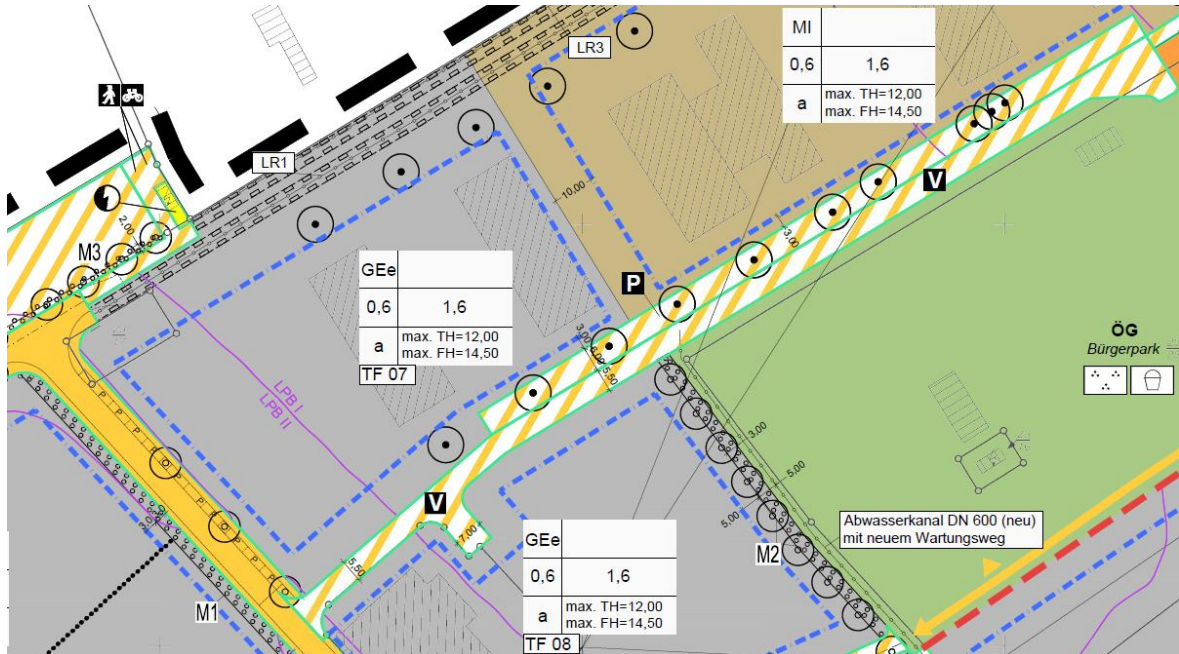 MI
0,6
1,6
a
max. TH=12,00
max. FH=14,50
LR3
LR1
2,00
M3
10,00
V
3,00
P
GEe
0,6
1,6
a
max. TH=12,00
max. FH=14,50
TF 07
3,00
6,00
5,50
LPB I
LPB III
ÖG
Bürgerpark
P
P
P
P
P
P
V
3,00
5,00
5,00
7,00
5,50
M1
M2
Abwasserkanal DN 600 (neu)
mit neuem Wartungsweg
GEe
0,6
1,6
a
max. TH=12,00
max. FH=14,50
TF 08